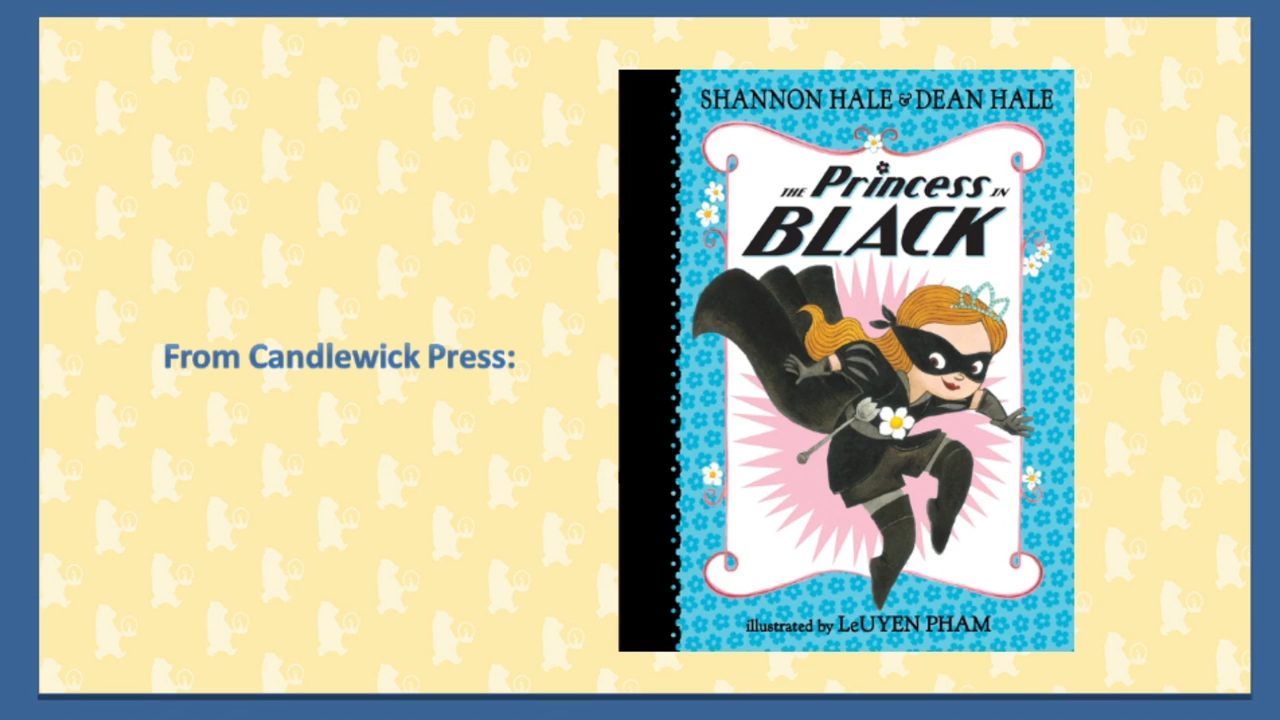 From Candlewick Press:
SHANNON HALE & DEAN HALE
THE Princess IN
BLACK
illustrated by LeUYEN PHAM